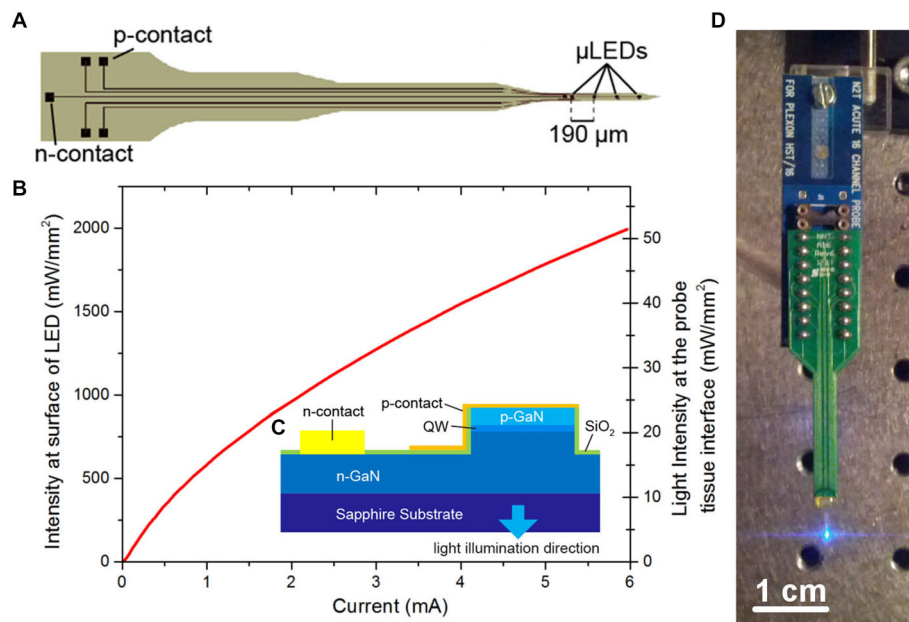 A
p-contact
µLEDs
n-contact
190 µm
B
2000
1500
1000
500
0
Intensity at surface of LED (mW/mm²)
0
1
2
3
4
5
6
Current (mA)
50
40
30
20
10
0
Light Intensity at the probe
tissue interface (mW/mm²)
C
n-contact
p-contact
p-GaN
QW
SiO₂
n-GaN
Sapphire Substrate
light illumination direction
D
N2T ACUTE 16 CHANNEL PROBE
FOR PLEXON HST/16
NNT
A16
1 cm